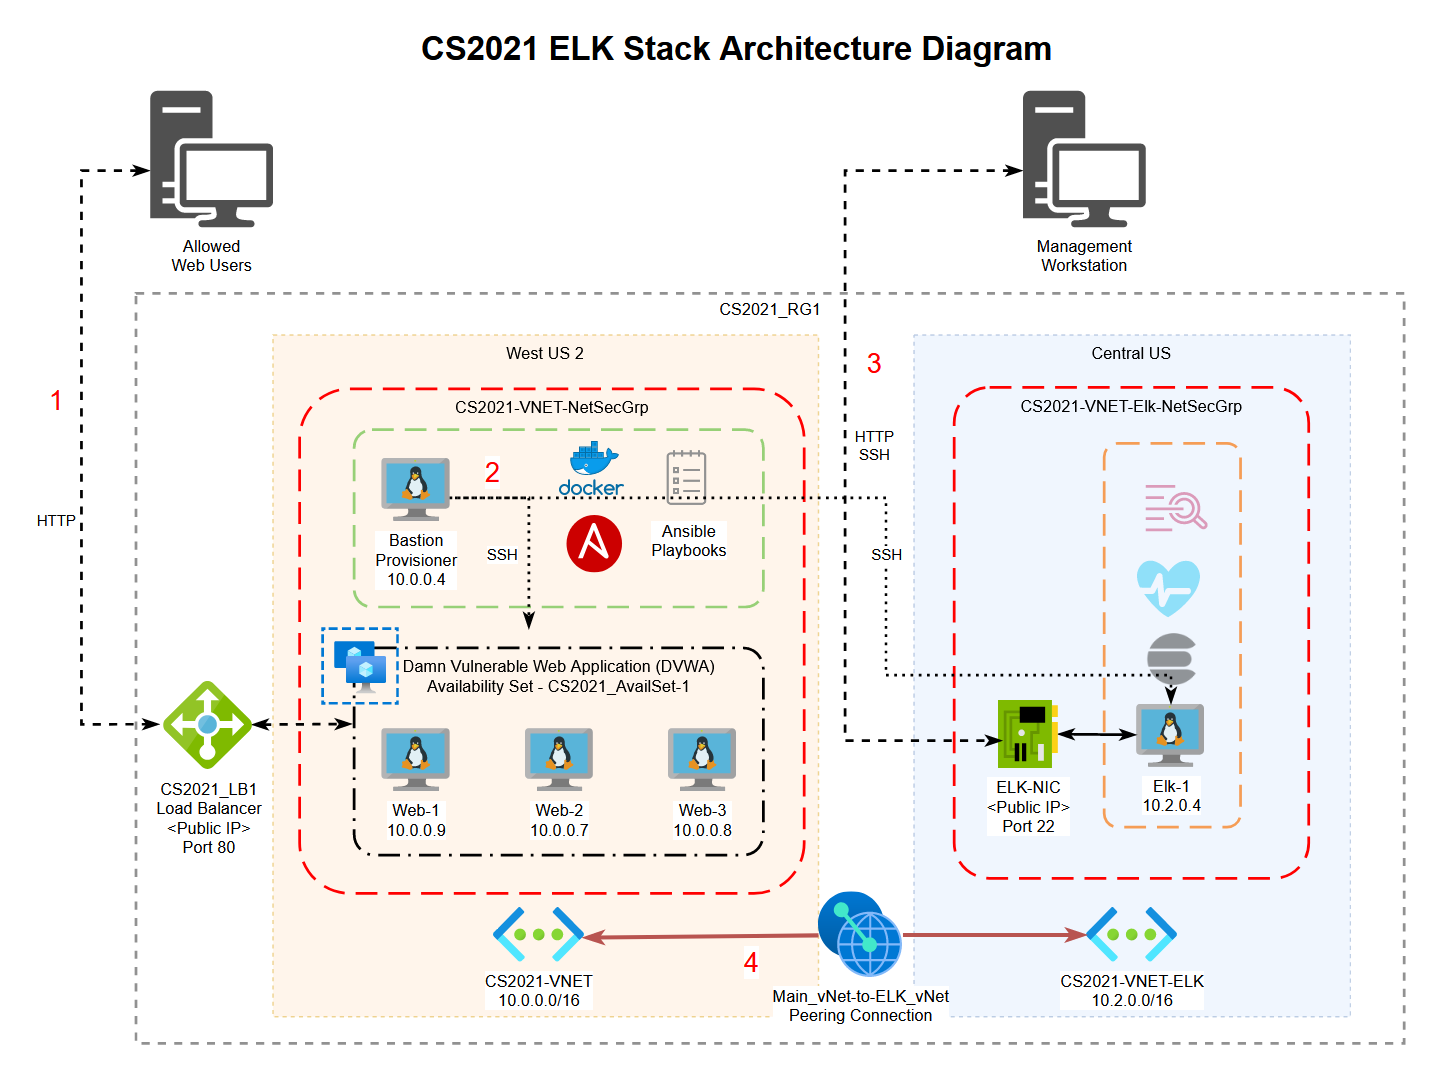 CS2021 ELK Stack Architecture Diagram
Allowed
Web Users
Management
Workstation
CS2021_RG1
West US 2
Central US
3
1
CS2021-VNET-NetSecGrp
CS2021-VNET-Elk-NetSecGrp
HTTP
SSH
2
docker
HTTP
Bastion
Provisioner
10.0.0.4
SSH
Ansible
Playbooks
SSH
Damn Vulnerable Web Application (DVWA)
Availability Set - CS2021_AvailSet-1
CS2021_LB1
Load Balancer
<Public IP>
Port 80
Web-1
10.0.0.9
Web-2
10.0.0.7
Web-3
10.0.0.8
ELK-NIC
<Public IP>
Port 22
Elk-1
10.2.0.4
4
CS2021-VNET
10.0.0.0/16
Main_vNet-to-ELK_vNet
Peering Connection
CS2021-VNET-ELK
10.2.0.0/16